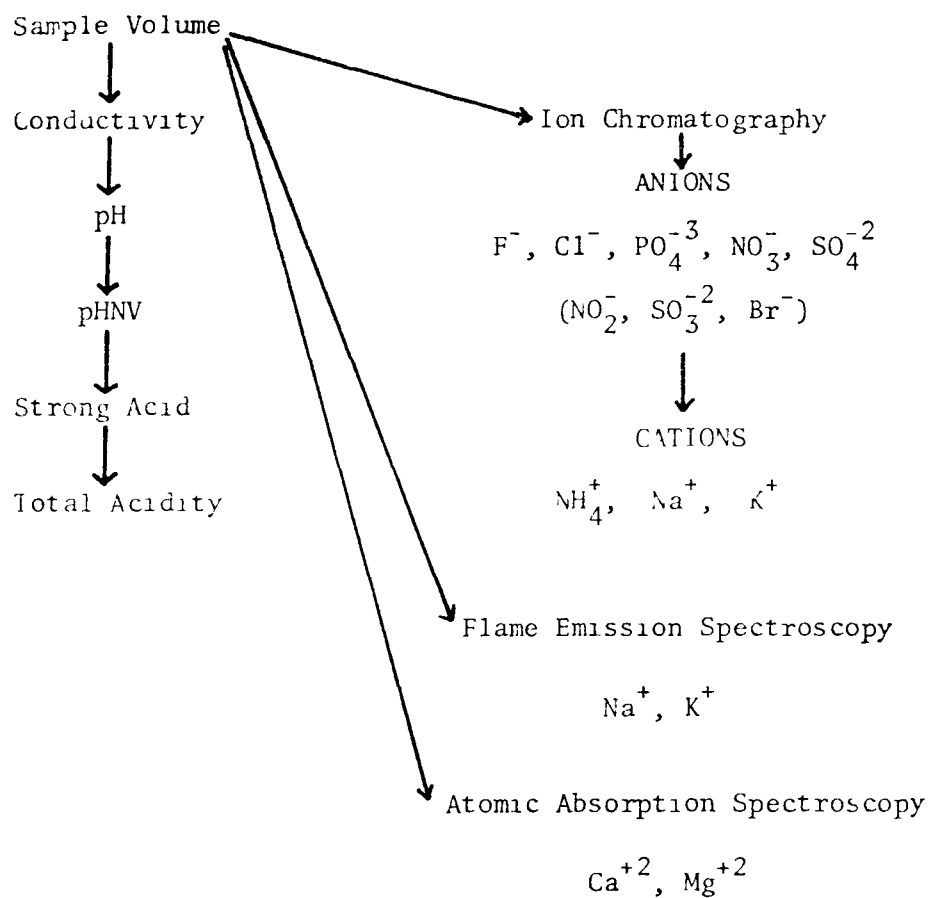 Sample Volume
Conductivity
pH
pHNV
Strong Acid
Total Acidity
Ion Chromatography
ANIONS
F⁻, Cl⁻, PO₄⁻³, NO₃⁻, SO₄⁻²
(NO₂⁻, SO₃⁻², Br⁻)
CATIONS
NH₄⁺, Na⁺, K⁺
Flame Emission Spectroscopy
Na⁺, K⁺
Atomic Absorption Spectroscopy
Ca⁺², Mg⁺²